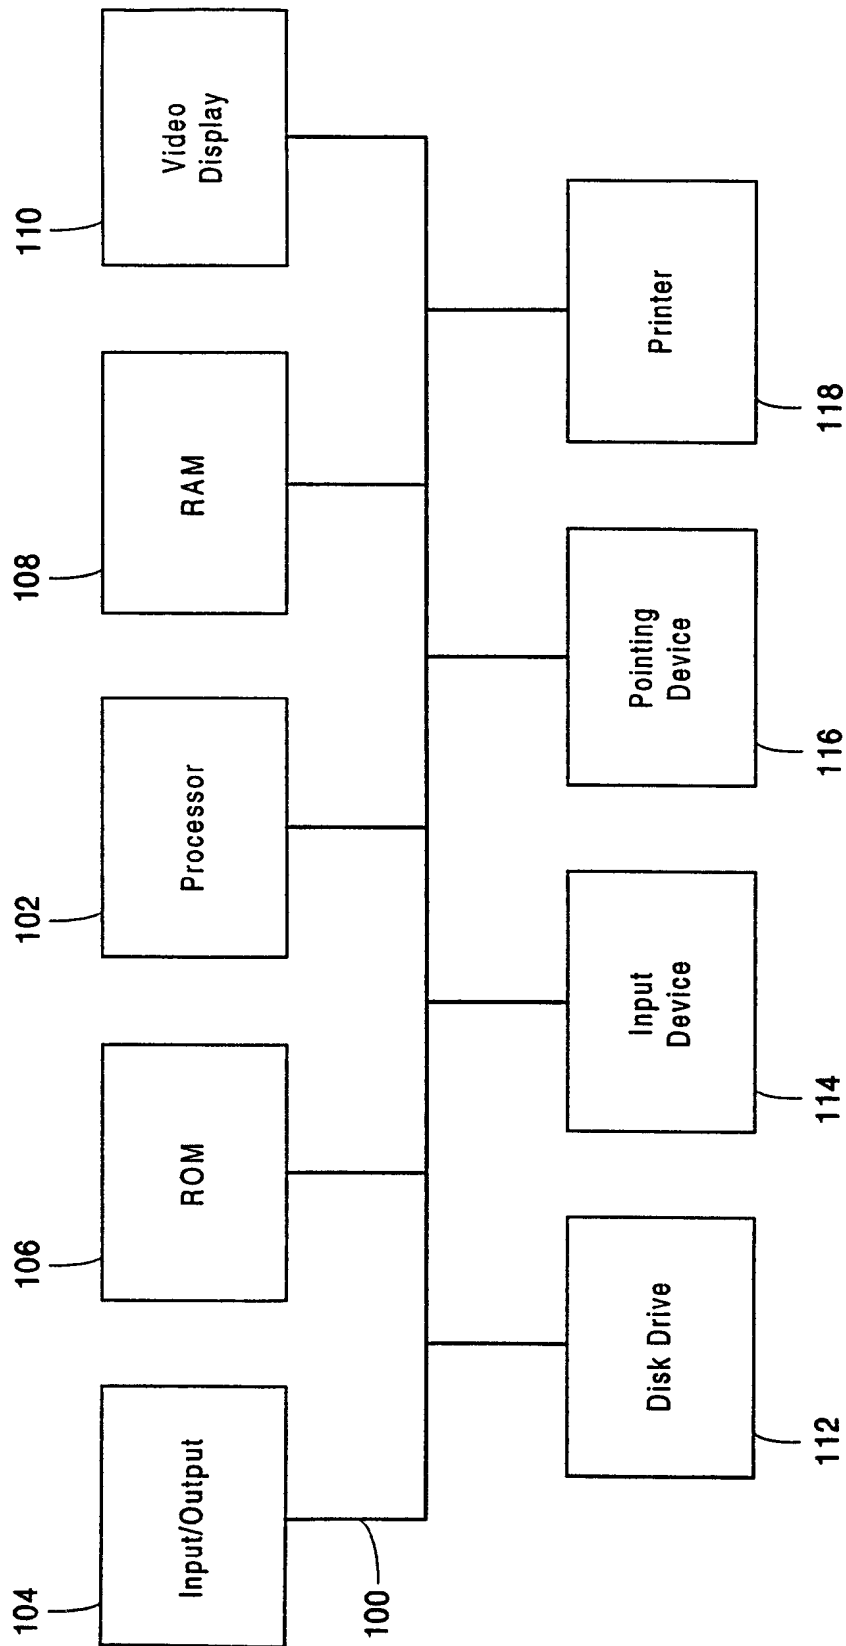 104
106
102
108
110
Input/Output
ROM
Processor
RAM
Video
Display
100
Disk Drive
Input
Device
Pointing
Device
Printer
112
114
116
118